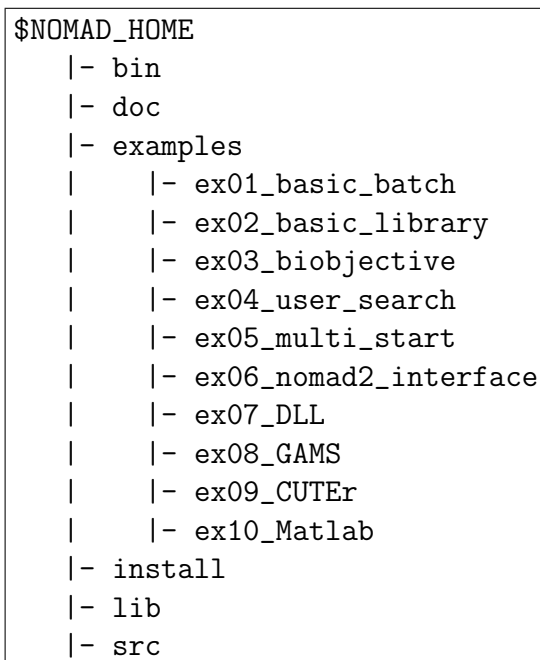 $NOMAD_HOME
   |- bin
   |- doc
   |- examples
   |    |- ex01_basic_batch
   |    |- ex02_basic_library
   |    |- ex03_biobjective
   |    |- ex04_user_search
   |    |- ex05_multi_start
   |    |- ex06_nomad2_interface
   |    |- ex07_DLL
   |    |- ex08_GAMS
   |    |- ex09_CUTEr
   |    |- ex10_Matlab
   |- install
   |- lib
   |- src